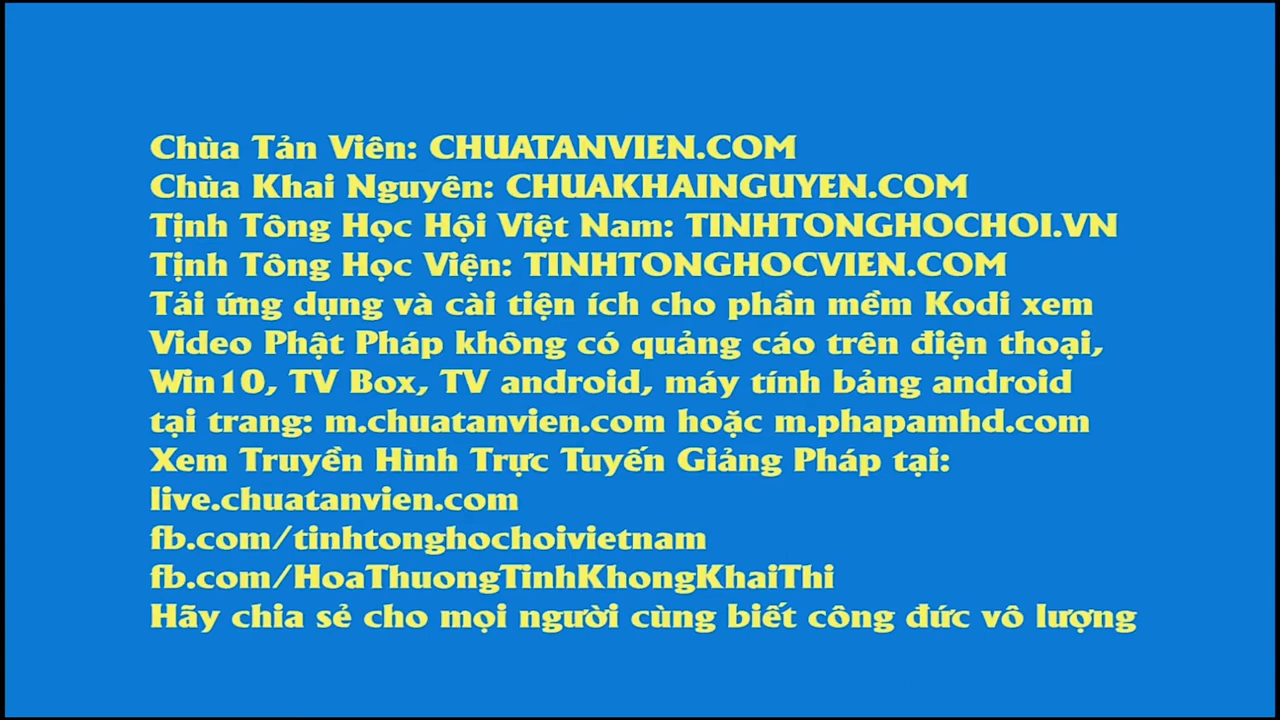 Chùa Tản Viên: CHUATANVIEN.COM
Chùa Khai Nguyên: CHUAKHAINGUYEN.COM
Tịnh Tông Học Hội Việt Nam: TINHTONGHOCHOI.VN
Tịnh Tông Học Viện: TINHTONGHOCVIEN.COM
Tải ứng dụng và cài tiện ích cho phần mềm Kodi xem
Video Phật Pháp không có quảng cáo trên điện thoại,
Win10, TV Box, TV android, máy tính bảng android
tại trang: m.chuatanvien.com hoặc m.phapamhd.com
Xem Truyền Hình Trực Tuyến Giảng Pháp tại:
live.chuatanvien.com
fb.com/tinhtonghochoivietnam
fb.com/HoaThuongTinhKhongKhaiThi
Hãy chia sẻ cho mọi người cùng biết công đức vô lượng